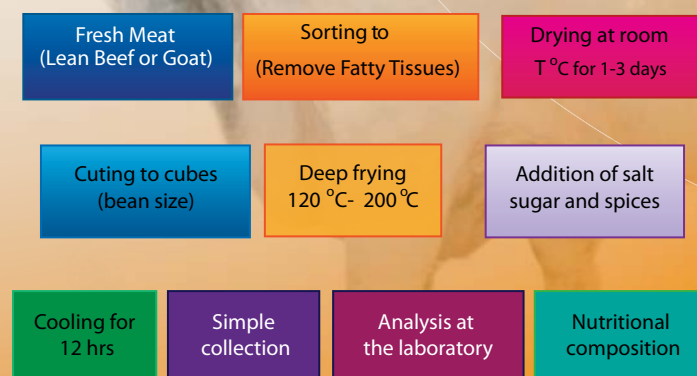 Fresh Meat
(Lean Beef or Goat)
Sorting to
(Remove Fatty Tissues)
Drying at room
T °C for 1-3 days
Cuting to cubes
(bean size)
Deep frying
120 °C- 200 °C
Addition of salt
sugar and spices
Cooling for
12 hrs
Simple
collection
Analysis at
the laboratory
Nutritional
composition